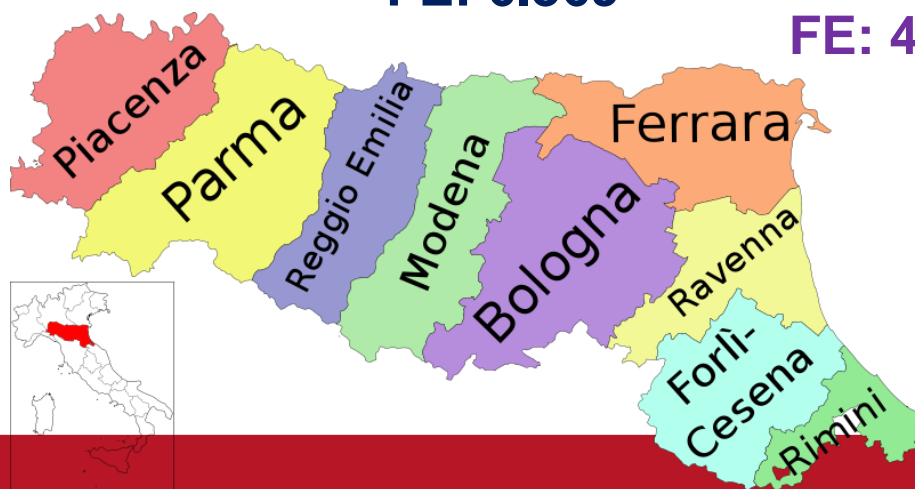 FE: 4
Piacenza
Parma
Reggio Emilia
Modena
Bologna
Ferrara
Ravenna
Forlì-
Cesena
Rimini